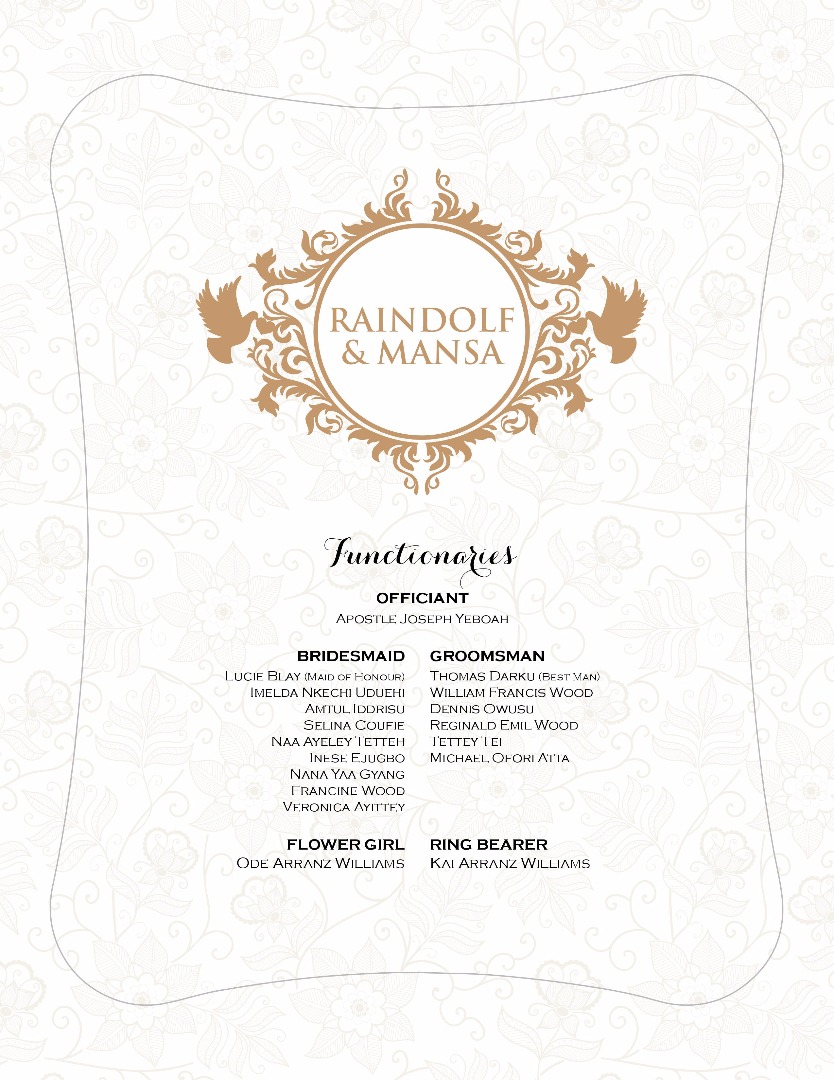 RAINDOLF
& MANSA
Functionaries
OFFICIANT
APOSTLE JOSEPH YEBOAH
BRIDESMAID
LUCIE BLAY (MAID OF HONOUR)
IMELDA NKECHI UDUEHI
AMTUL IDDRISU
SELINA COUFIE
NAA AYELEY TETTEH
INESE EJUGBO
NANA YAA GYANG
FRANCINE WOOD
VERONICA AYITTEY
GROOMSMAN
THOMAS DARKU (BEST MAN)
WILLIAM FRANCIS WOOD
DENNIS OWUSU
REGINALD EMIL WOOD
TETTEY TEI
MICHAEL OFORI ATTA
FLOWER GIRL
ODE ARRANZ WILLIAMS
RING BEARER
KAI ARRANZ WILLIAMS